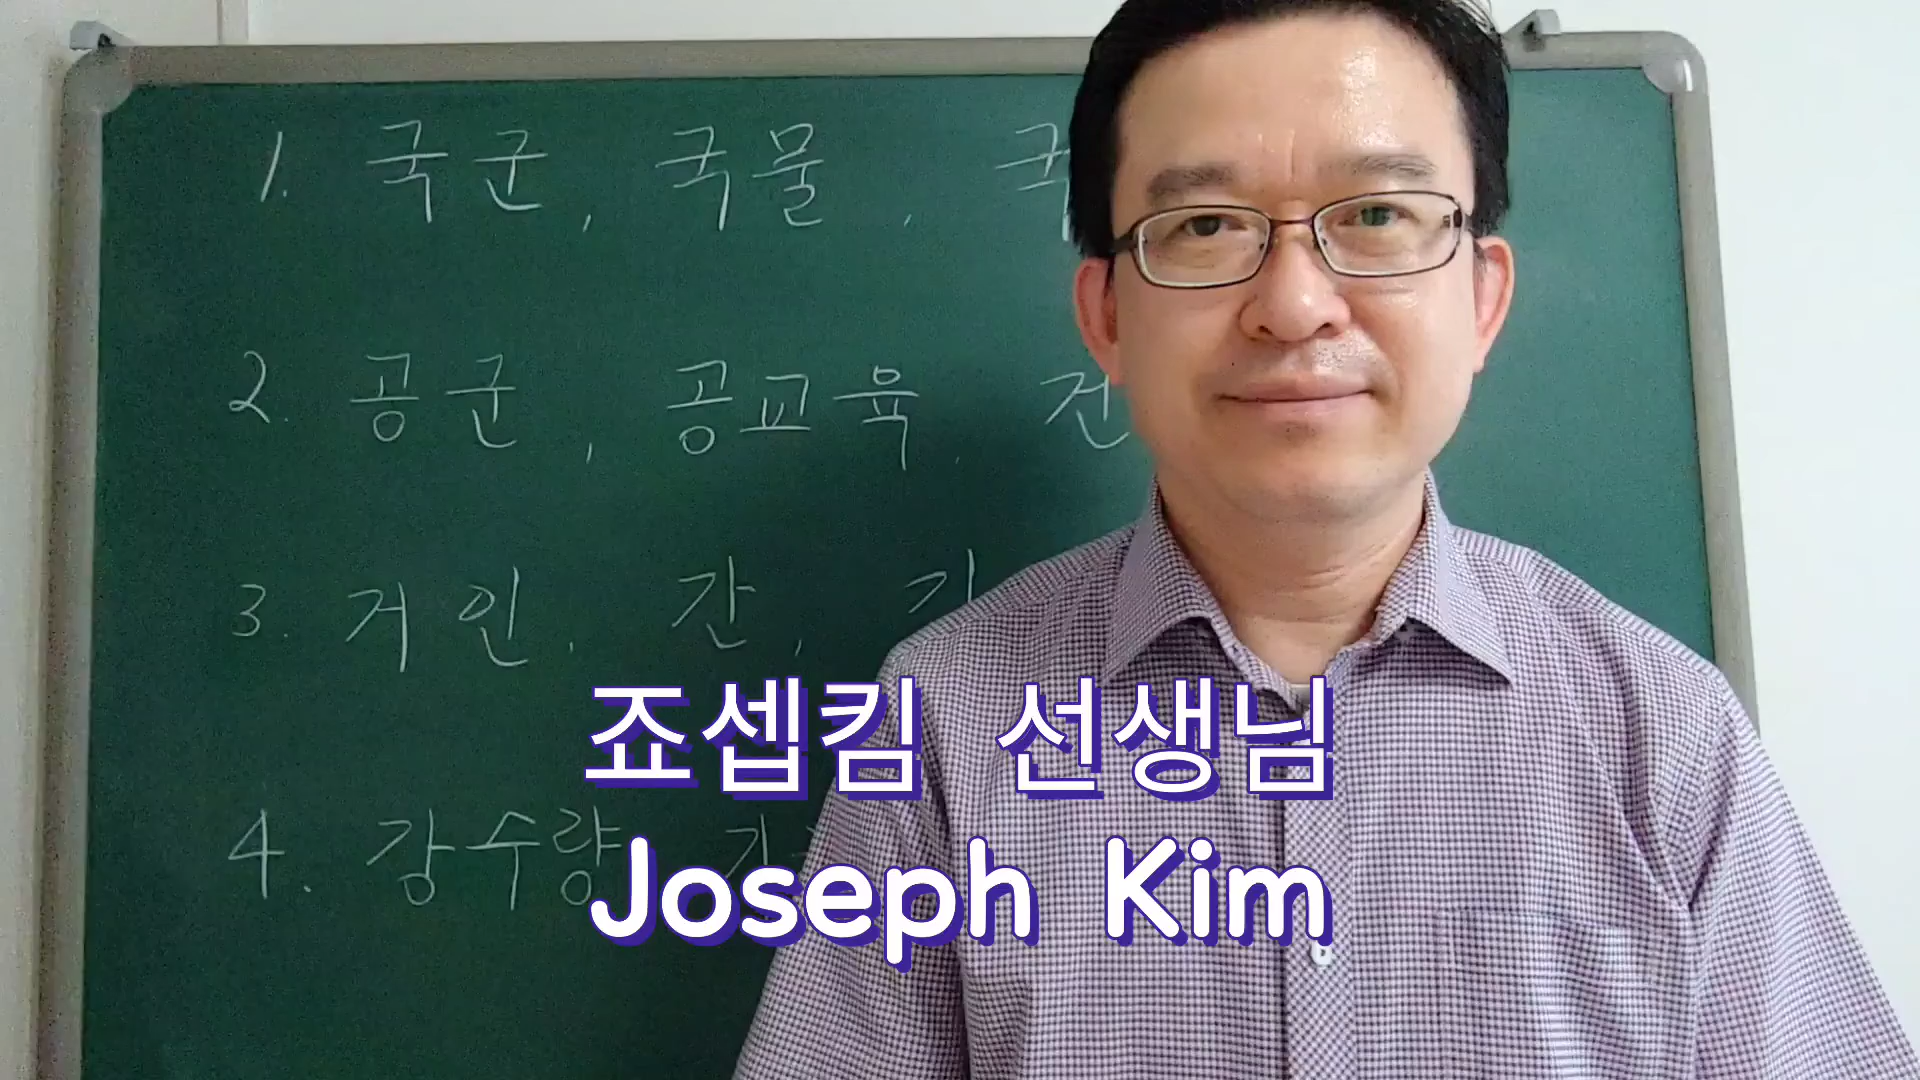 1. 국군, 국물,
2. 공군, 공교육,
3. 거인, 간,
4. 강수량
죠셉킴 선생님
Joseph Kim